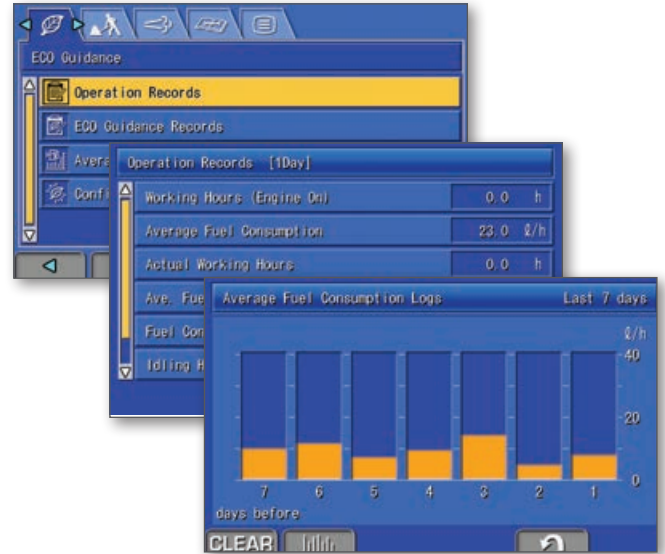 ECO Guidance
Operation Records
ECO Guidance Records
Avera
Confi
Operation Records [1Day]
Working Hours (Engine On) 0.0 h
Average Fuel Consumption 23.0 ℓ/h
Actual Working Hours 0.0 h
Ave. Fue
Fuel Con
Idling H
Average Fuel Consumption Logs Last 7 days
ℓ/h
40
20
0
7 6 5 4 3 2 1
days before
CLEAR